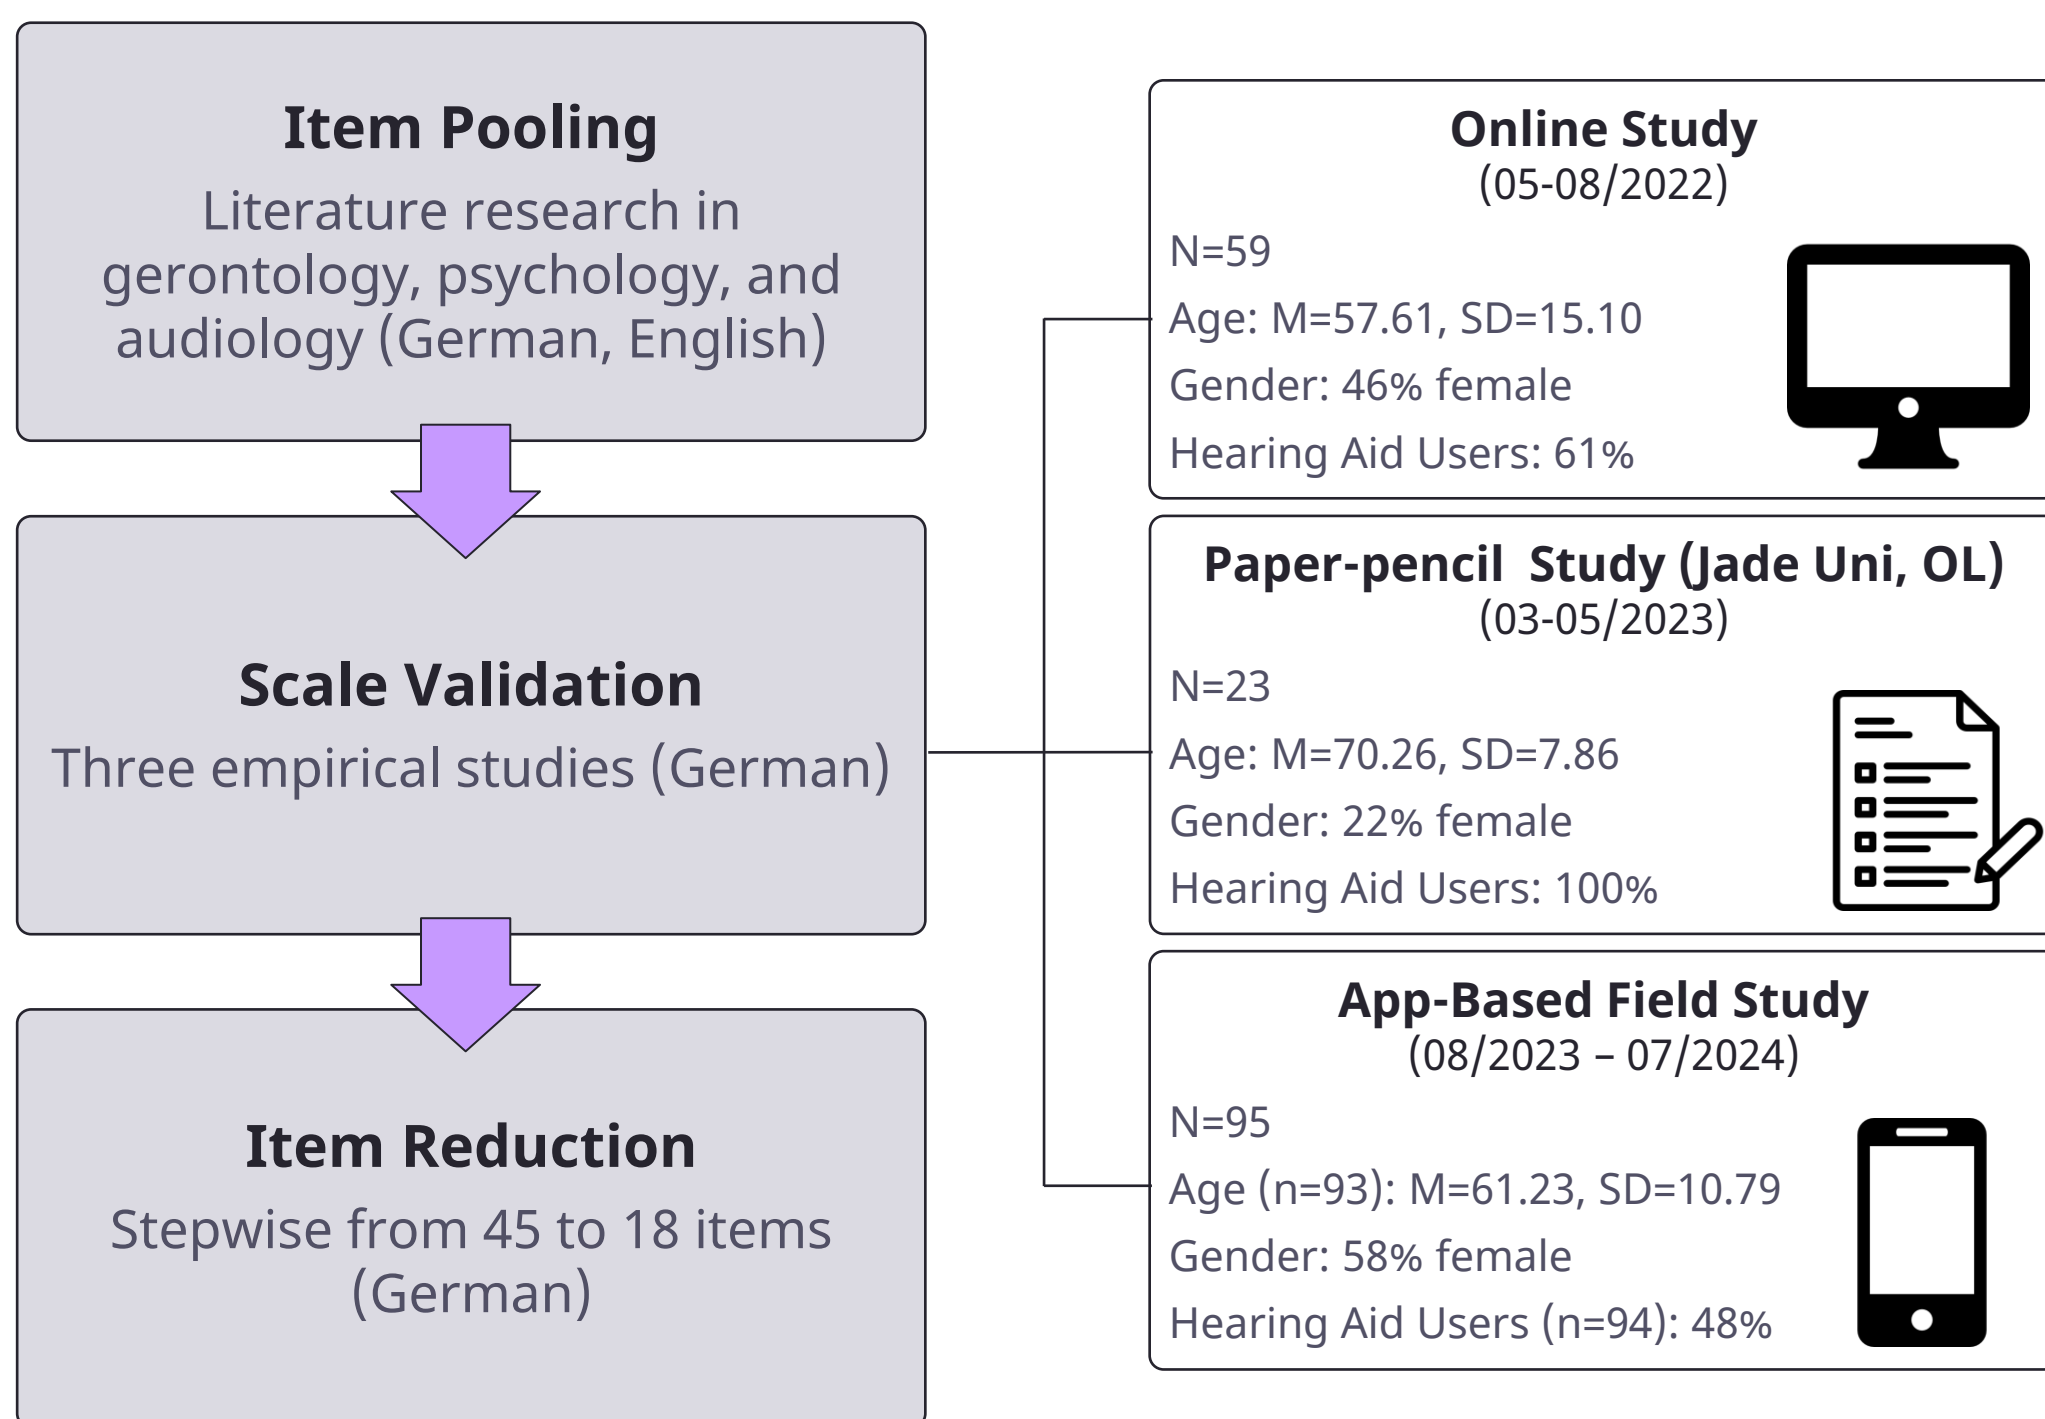 Item Pooling
Literature research in
gerontology, psychology, and
audiology (German, English)
Scale Validation
Three empirical studies (German)
Item Reduction
Stepwise from 45 to 18 items
(German)
Online Study
(05-08/2022)
N=59
Age: M=57.61, SD=15.10
Gender: 46% female
Hearing Aid Users: 61%
Paper-pencil  Study (Jade Uni, OL)
(03-05/2023)
N=23
Age: M=70.26, SD=7.86
Gender: 22% female
Hearing Aid Users: 100%
App-Based Field Study
(08/2023 – 07/2024)
N=95
Age (n=93): M=61.23, SD=10.79
Gender: 58% female
Hearing Aid Users (n=94): 48%